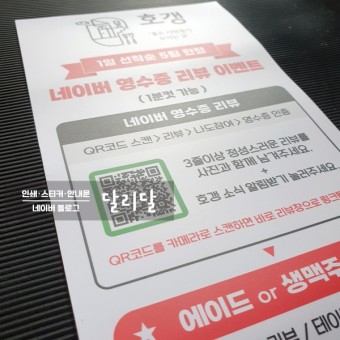 호갱
1일 선착순 5팀 한정
네이버 영수증 리뷰 이벤트
(1분컷 가능)
네이버 영수증 리뷰
QR코드 스캔 > 리뷰 > 나도참여 > 영수증 인증
3줄이상 정성스러운 리뷰를
사진과 함께 남겨주세요.
+
호갱 소식 알림받기 눌러주세요.
QR코드를 카메라로 스캔하면 바로 리뷰창으로 링크
인쇄·스티커·안내문
네이버 블로그
달리달
에이드 or 생맥주
리뷰 / 테이